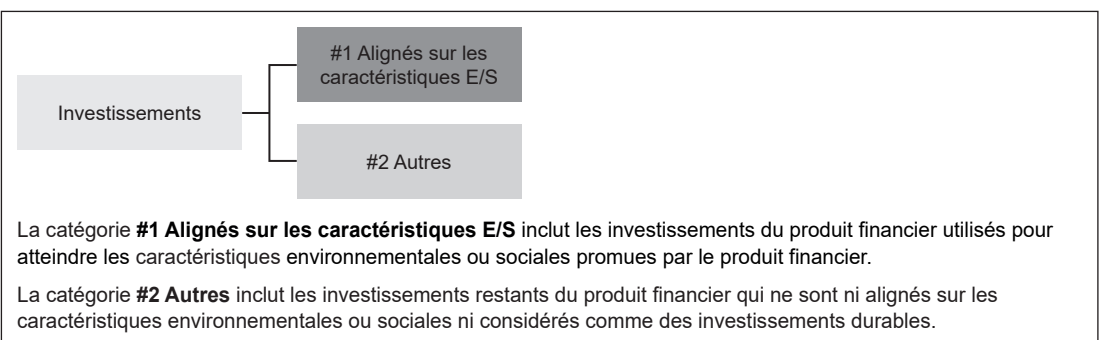 #1 Alignés sur les
caractéristiques E/S
Investissements
#2 Autres
La catégorie #1 Alignés sur les caractéristiques E/S inclut les investissements du produit financier utilisés pour
atteindre les caractéristiques environnementales ou sociales promues par le produit financier.
La catégorie #2 Autres inclut les investissements restants du produit financier qui ne sont ni alignés sur les
caractéristiques environnementales ou sociales ni considérés comme des investissements durables.